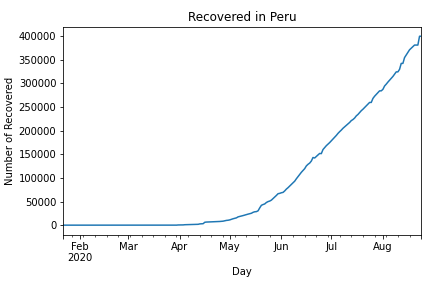 Recovered in Peru
Number of Recovered
400000
350000
300000
250000
200000
150000
100000
50000
0
Feb Mar Apr May Jun Jul Aug
2020
Day